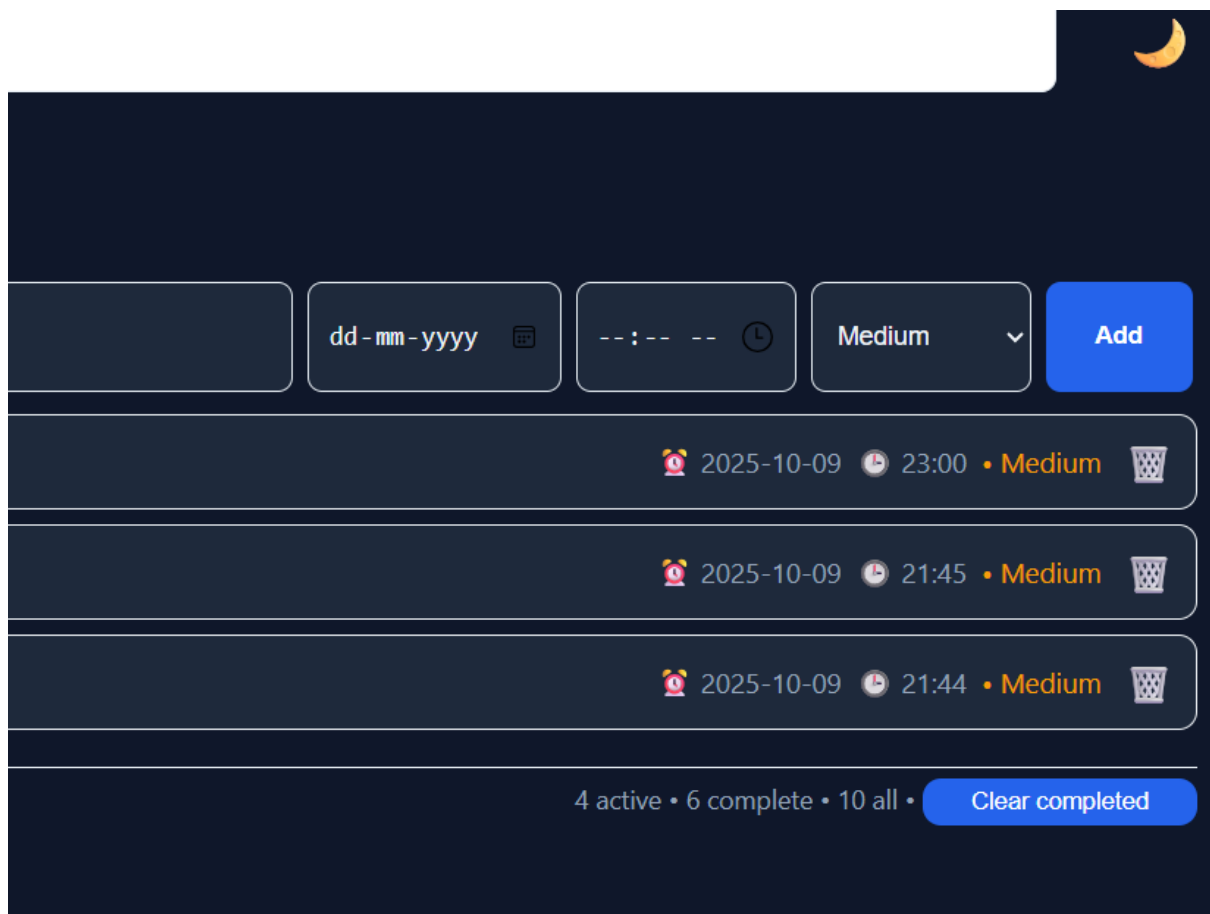 dd-mm-yyyy --:-- -- Medium Add
2025-10-09 23:00 • Medium
2025-10-09 21:45 • Medium
2025-10-09 21:44 • Medium
4 active • 6 complete • 10 all • Clear completed